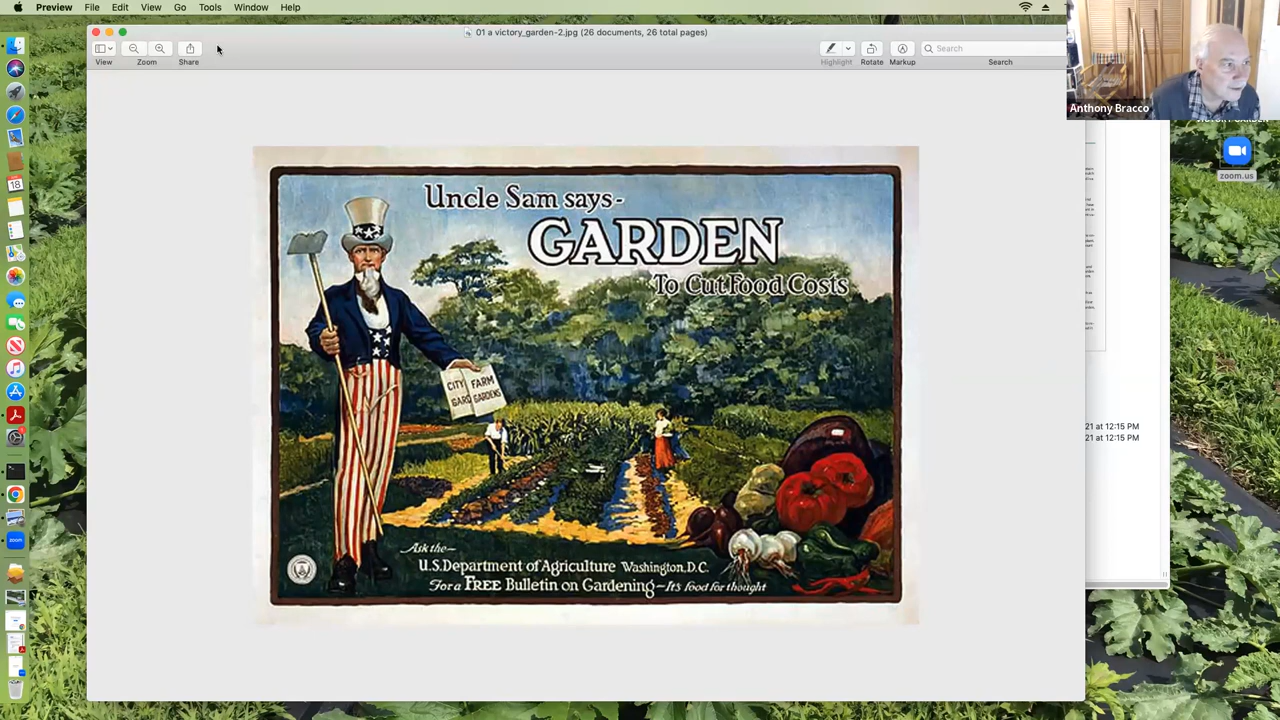 Preview File Edit View Go Tools Window Help
01 a victory_garden-2.jpg (26 documents, 26 total pages)
View Zoom Share Highlight Rotate Markup Search
Search
Anthony Bracco
zoom.us
18
zoom
21 at 12:15 PM
21 at 12:15 PM
Uncle Sam says-
GARDEN
To Cut Food Costs
CITY FARM
GARD GARDENS
Ask the-
U.S. Department of Agriculture Washington, D.C.
For a FREE Bulletin on Gardening-It's food for thought